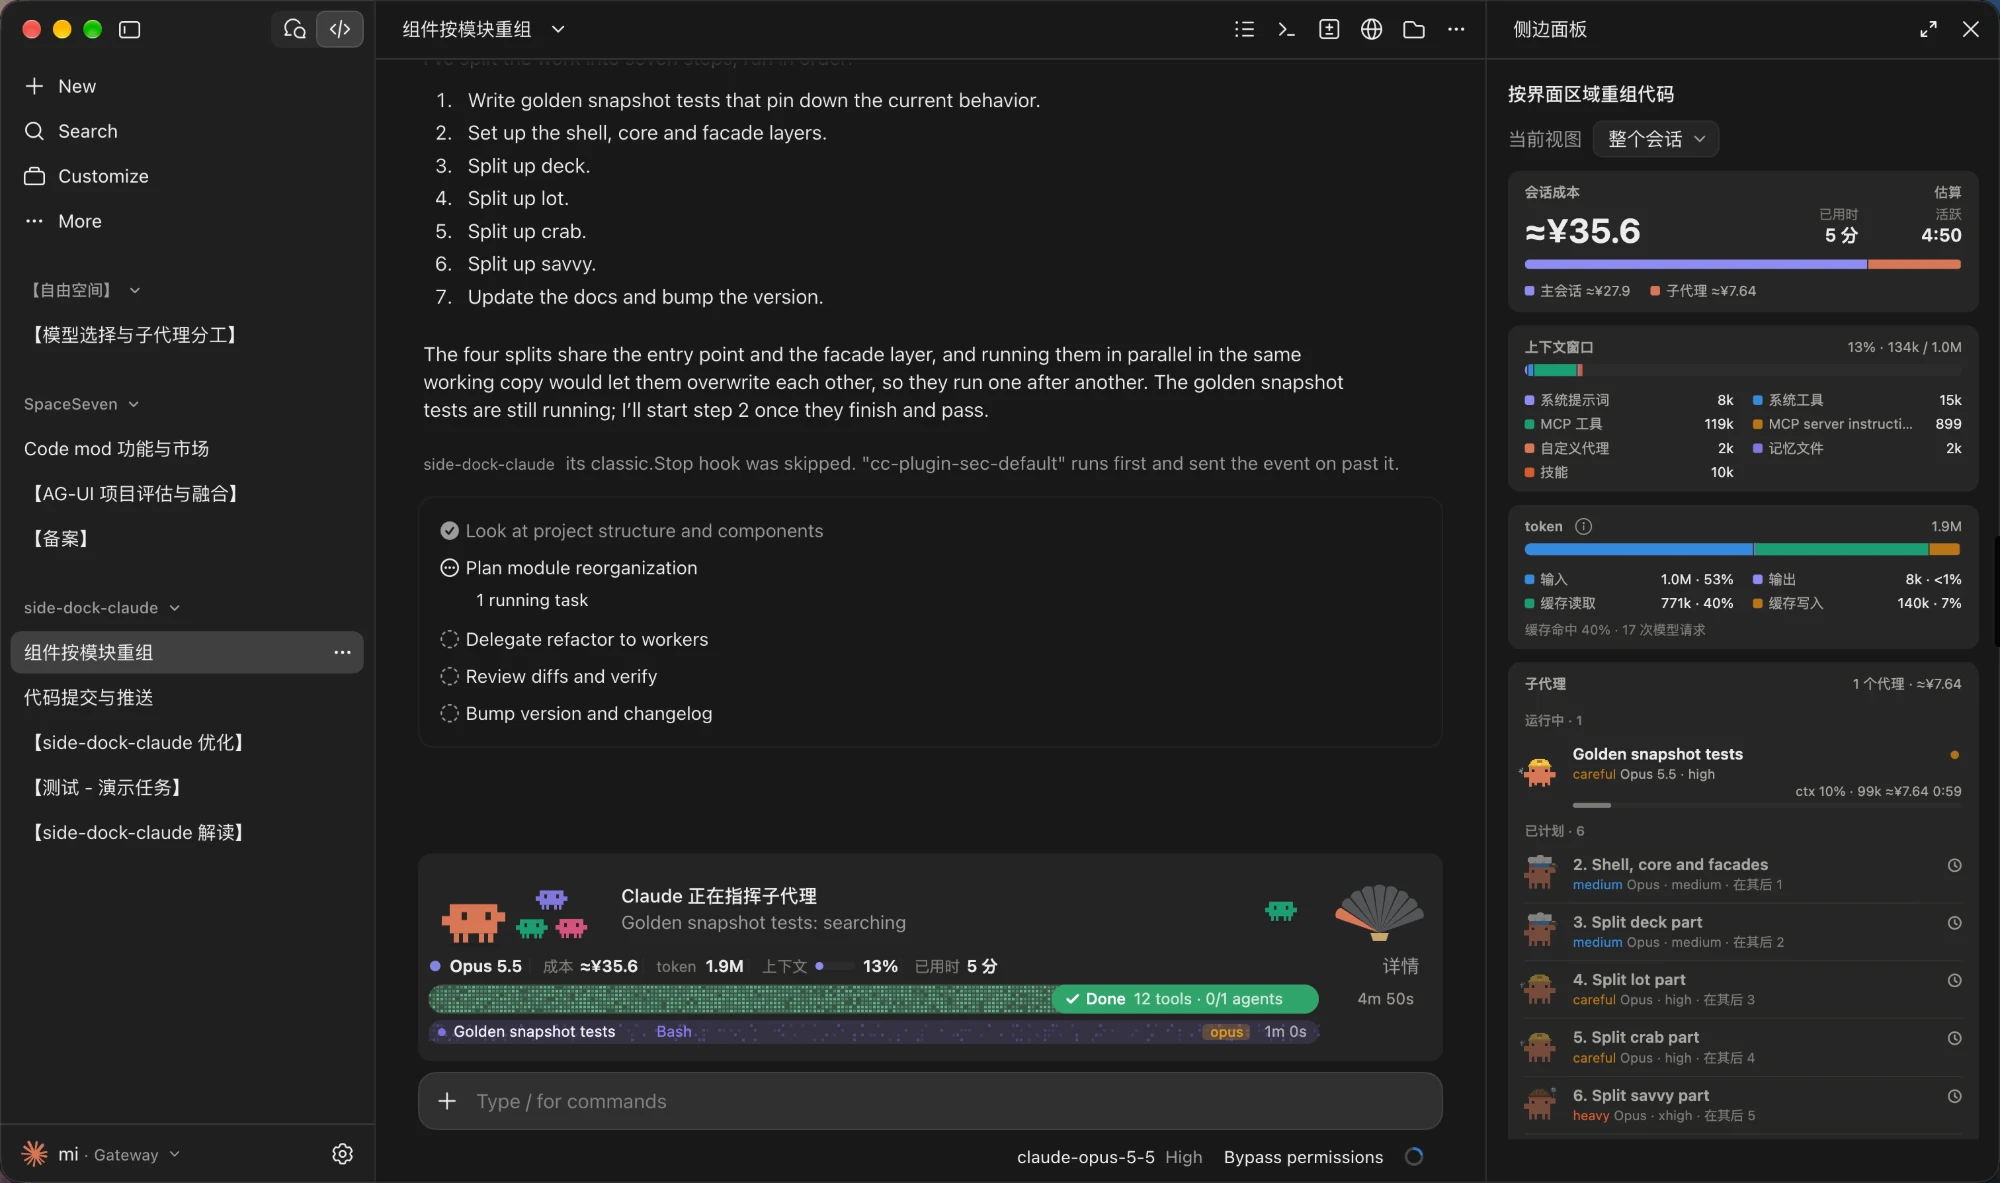 组件按模块重组
侧边面板
New
Search
Customize
More
【自由空间】
【模型选择与子代理分工】
SpaceSeven
Code mod 功能与市场
【AG-UI 项目评估与融合】
【备案】
side-dock-claude
组件按模块重组
代码提交与推送
【side-dock-claude 优化】
【测试 - 演示任务】
【side-dock-claude 解读】
mi · Gateway
I've split the work into seven steps, run in order:
1. Write golden snapshot tests that pin down the current behavior.
2. Set up the shell, core and facade layers.
3. Split up deck.
4. Split up lot.
5. Split up crab.
6. Split up savvy.
7. Update the docs and bump the version.
The four splits share the entry point and the facade layer, and running them in parallel in the same
working copy would let them overwrite each other, so they run one after another. The golden snapshot
tests are still running; I'll start step 2 once they finish and pass.
side-dock-claude its classic.Stop hook was skipped. "cc-plugin-sec-default" runs first and sent the event on past it.
Look at project structure and components
Plan module reorganization
1 running task
Delegate refactor to workers
Review diffs and verify
Bump version and changelog
Claude 正在指挥子代理
Golden snapshot tests: searching
Opus 5.5 成本 ≈¥35.6 token 1.9M 上下文 13% 已用时 5 分 详情
Done 12 tools · 0/1 agents 4m 50s
Golden snapshot tests Bash opus 1m 0s
Type / for commands
claude-opus-5-5 High Bypass permissions
按界面区域重组代码
当前视图 整个会话
会话成本 估算
≈¥35.6 已用时 5 分 活跃 4:50
主会话 ≈¥27.9 子代理 ≈¥7.64
上下文窗口 13% · 134k / 1.0M
系统提示词 8k 系统工具 15k
MCP 工具 119k MCP server instructi... 899
自定义代理 2k 记忆文件 2k
技能 10k
token 1.9M
输入 1.0M · 53% 输出 8k · <1%
缓存读取 771k · 40% 缓存写入 140k · 7%
缓存命中 40% · 17 次模型请求
子代理 1 个代理 · ≈¥7.64
运行中 · 1
Golden snapshot tests
careful Opus 5.5 · high
ctx 10% · 99k ≈¥7.64 0:59
已计划 · 6
2. Shell, core and facades
medium Opus · medium · 在其后 1
3. Split deck part
medium Opus · medium · 在其后 2
4. Split lot part
careful Opus · high · 在其后 3
5. Split crab part
careful Opus · high · 在其后 4
6. Split savvy part
heavy Opus · xhigh · 在其后 5